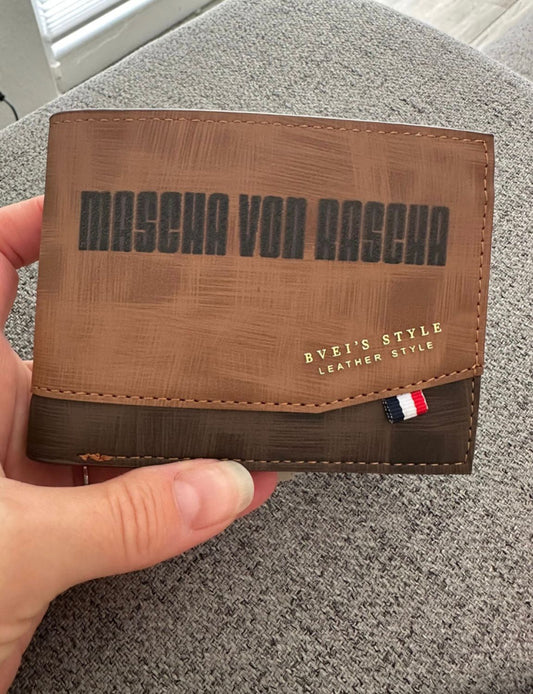 MASCHA VON RASCHA
BVEI'S STYLE
LEATHER STYLE